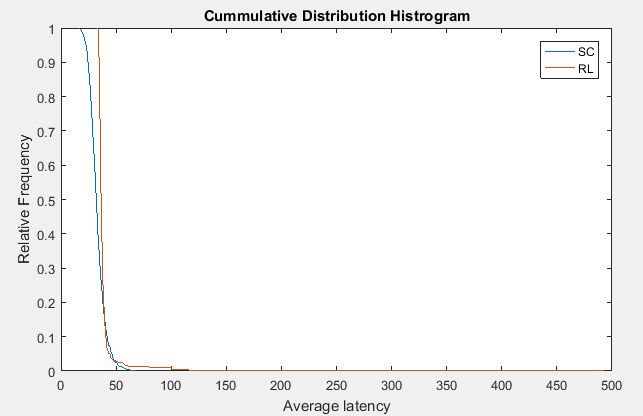 Cummulative Distribution Histrogram
SC
RL
Relative Frequency
1
0.9
0.8
0.7
0.6
0.5
0.4
0.3
0.2
0.1
0
0 50 100 150 200 250 300 350 400 450 500
Average latency